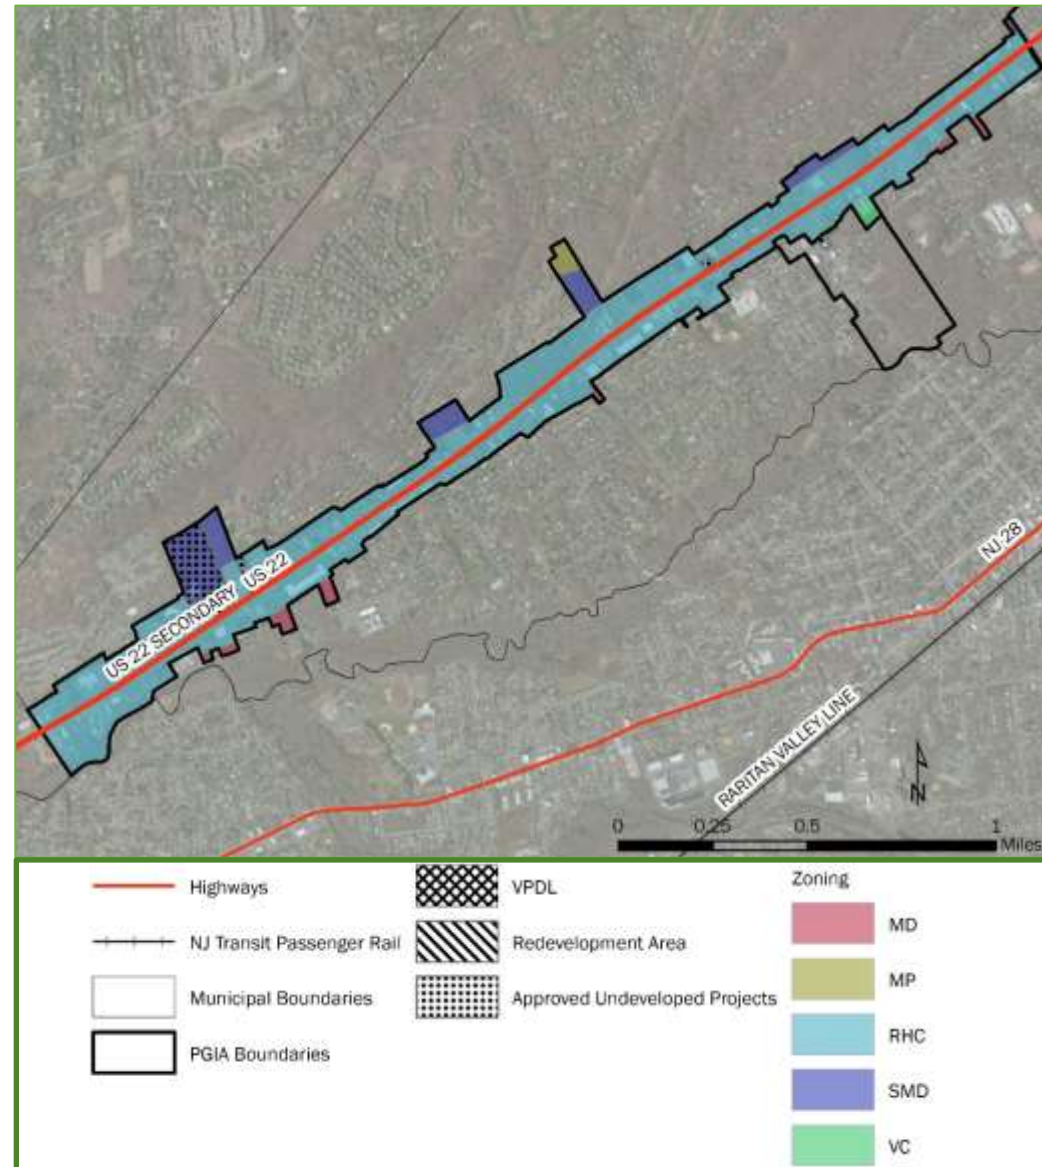 US 22 SECONDARY US 22
NJ 28
RARITAN VALLEY LINE
N
0 0.25 0.5 1
Miles
Highways
NJ Transit Passenger Rail
Municipal Boundaries
PGIA Boundaries
VPDL
Redevelopment Area
Approved Undeveloped Projects
Zoning
MD
MP
RHC
SMD
VC